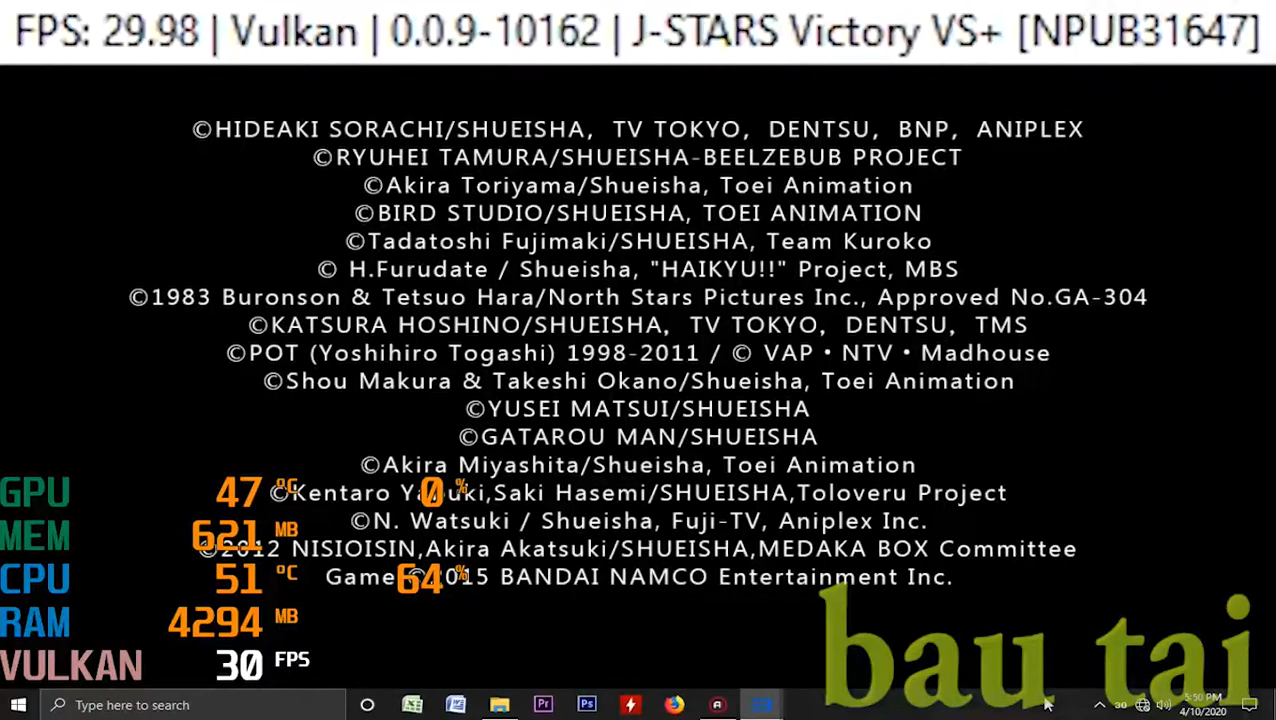 FPS: 29.98 | Vulkan | 0.0.9-10162 | J-STARS Victory VS+ [NPUB31647]
©HIDEAKI SORACHI/SHUEISHA, TV TOKYO, DENTSU, BNP, ANIPLEX
©RYUHEI TAMURA/SHUEISHA-BEELZEBUB PROJECT
©Akira Toriyama/Shueisha, Toei Animation
©BIRD STUDIO/SHUEISHA, TOEI ANIMATION
©Tadatoshi Fujimaki/SHUEISHA, Team Kuroko
© H.Furudate / Shueisha, "HAIKYU!!" Project, MBS
©1983 Buronson & Tetsuo Hara/North Stars Pictures Inc., Approved No.GA-304
©KATSURA HOSHINO/SHUEISHA, TV TOKYO, DENTSU, TMS
©POT (Yoshihiro Togashi) 1998-2011 / © VAP・NTV・Madhouse
©Shou Makura & Takeshi Okano/Shueisha, Toei Animation
©YUSEI MATSUI/SHUEISHA
©GATAROU MAN/SHUEISHA
©Akira Miyashita/Shueisha, Toei Animation
©Kentaro Yabuki,Saki Hasemi/SHUEISHA,Toloveru Project
©N. Watsuki / Shueisha, Fuji-TV, Aniplex Inc.
©2012 NISIOISIN,Akira Akatsuki/SHUEISHA,MEDAKA BOX Committee
Game ©2015 BANDAI NAMCO Entertainment Inc.
GPU 47 °C 0 %
MEM 621 MB
CPU 51 °C 64 %
RAM 4294 MB
VULKAN 30 FPS
bau tai
Type here to search
30
5:50 PM
4/10/2020